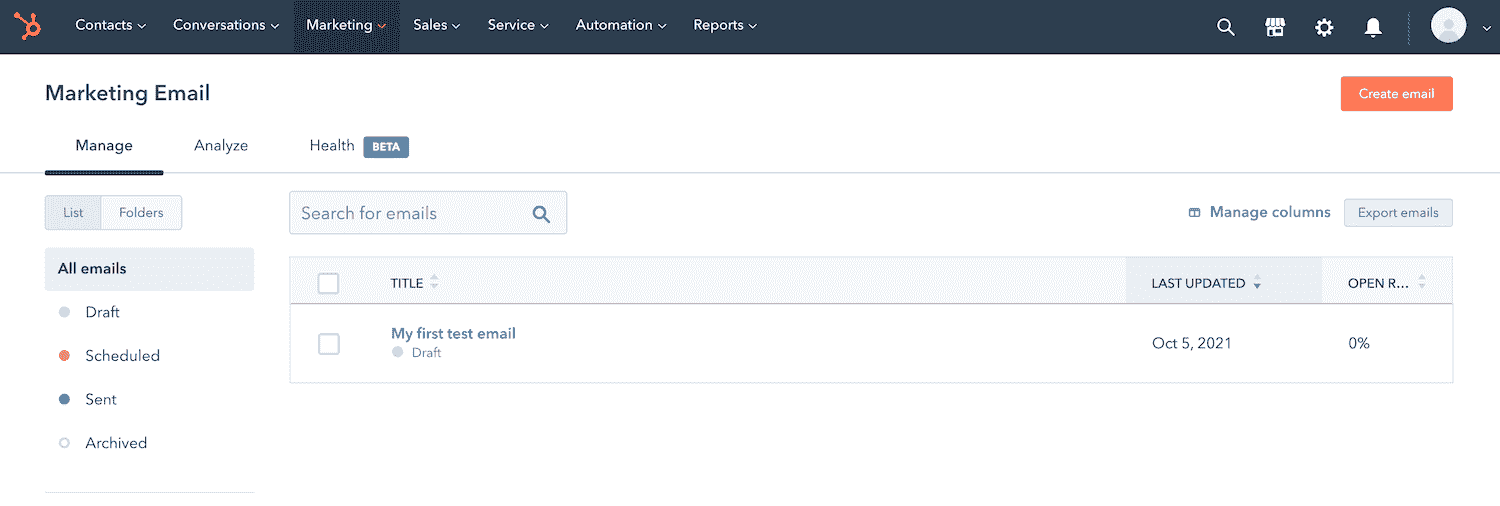 Contacts Conversations Marketing Sales Service Automation Reports
Marketing Email
Create email
Manage Analyze Health BETA
List Folders
Search for emails
Manage columns Export emails
All emails
Draft
Scheduled
Sent
Archived
TITLE LAST UPDATED OPEN R...
My first test email
Draft
Oct 5, 2021 0%